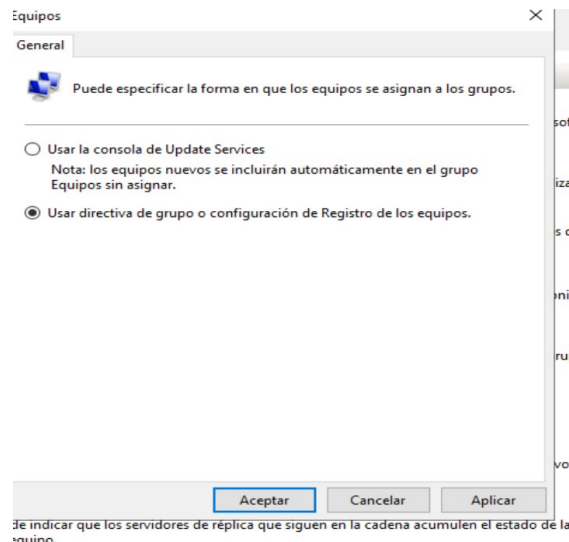 Equipos
General
Puede especificar la forma en que los equipos se asignan a los grupos.
Usar la consola de Update Services
Nota: los equipos nuevos se incluirán automáticamente en el grupo
Equipos sin asignar.
Usar directiva de grupo o configuración de Registro de los equipos.
Aceptar
Cancelar
Aplicar
de indicar que los servidores de réplica que siguen en la cadena acumulen el estado de la
equipo